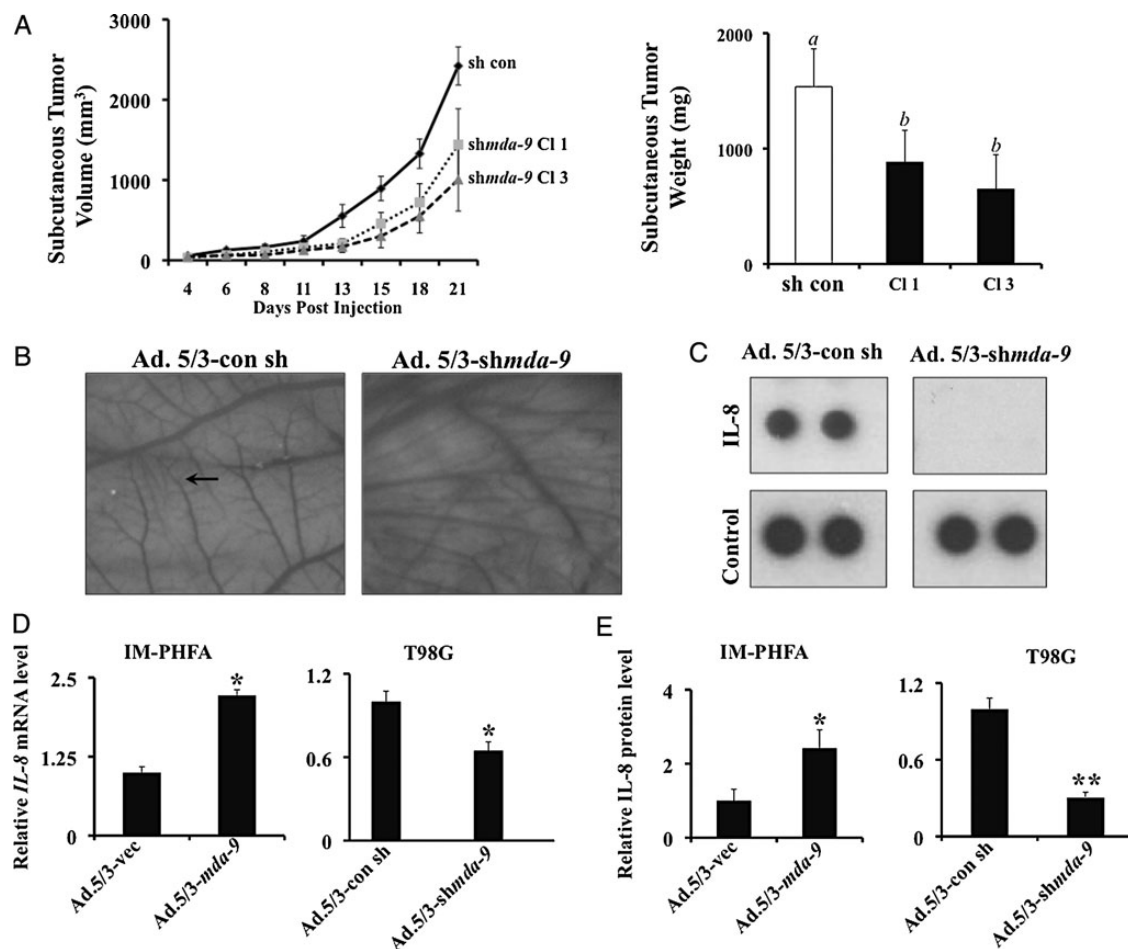 A
Subcutaneous Tumor
Volume (mm³)
3000
2000
1000
0
4 6 8 11 13 15 18 21
Days Post Injection
sh con
shmda-9 Cl 1
shmda-9 Cl 3
Subcutaneous Tumor
Weight (mg)
2000
1000
0
a
b
b
sh con Cl 1 Cl 3
B
Ad. 5/3-con sh Ad. 5/3-shmda-9
C
Ad. 5/3-con sh Ad. 5/3-shmda-9
IL-8
Control
D
Relative IL-8 mRNA level
IM-PHFA
2.5
1.25
0
*
Ad.5/3-vec
Ad.5/3-mda-9
T98G
1.2
0.6
0
*
Ad.5/3-con sh
Ad.5/3-shmda-9
E
Relative IL-8 protein level
IM-PHFA
4
2
0
*
Ad.5/3-vec
Ad.5/3-mda-9
T98G
1.2
0.6
0
**
Ad.5/3-con sh
Ad.5/3-shmda-9